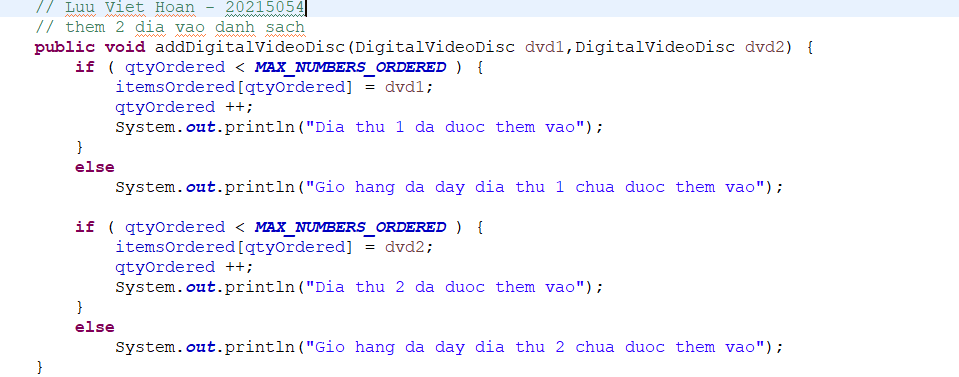 // Luu Viet Hoan - 20215054
// them 2 dia vao danh sach
public void addDigitalVideoDisc(DigitalVideoDisc dvd1,DigitalVideoDisc dvd2) {
    if ( qtyOrdered < MAX_NUMBERS_ORDERED ) {
        itemsOrdered[qtyOrdered] = dvd1;
        qtyOrdered ++;
        System.out.println("Dia thu 1 da duoc them vao");
    }
    else
        System.out.println("Gio hang da day dia thu 1 chua duoc them vao");

    if ( qtyOrdered < MAX_NUMBERS_ORDERED ) {
        itemsOrdered[qtyOrdered] = dvd2;
        qtyOrdered ++;
        System.out.println("Dia thu 2 da duoc them vao");
    }
    else
        System.out.println("Gio hang da day dia thu 2 chua duoc them vao");
}